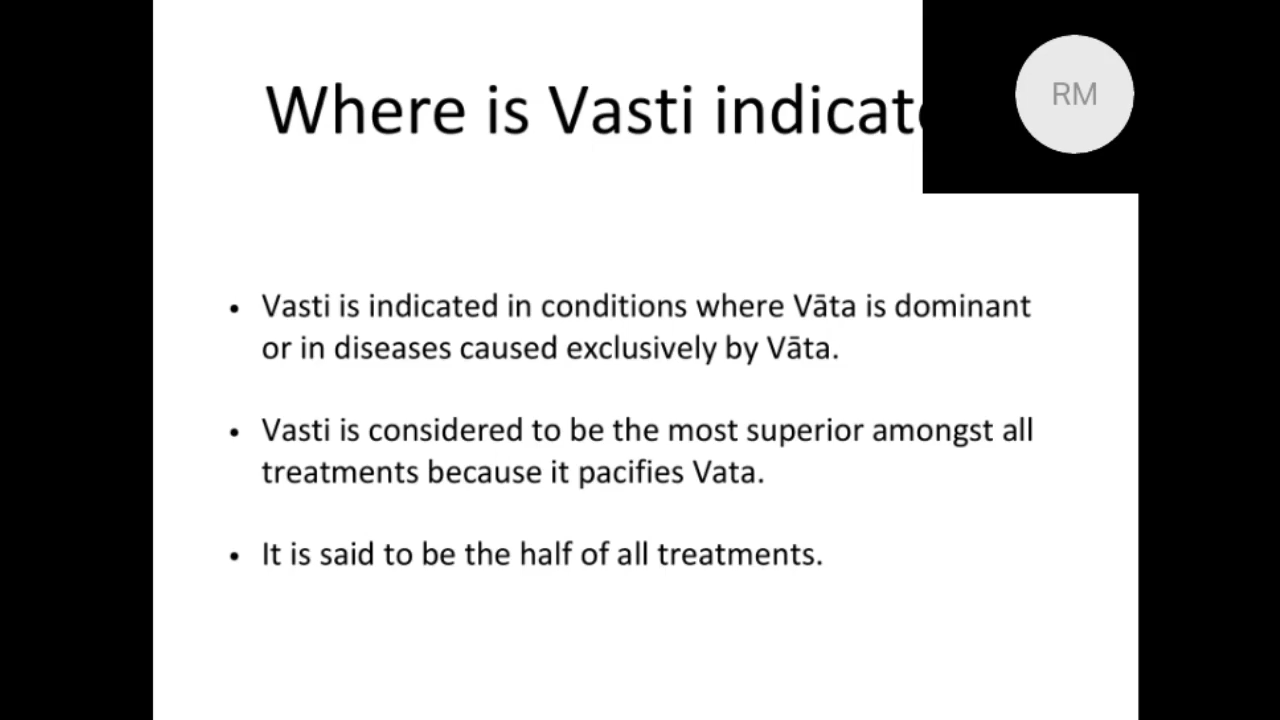 Where is Vasti indicat
RM
• Vasti is indicated in conditions where Vāta is dominant
or in diseases caused exclusively by Vāta.
• Vasti is considered to be the most superior amongst all
treatments because it pacifies Vata.
• It is said to be the half of all treatments.